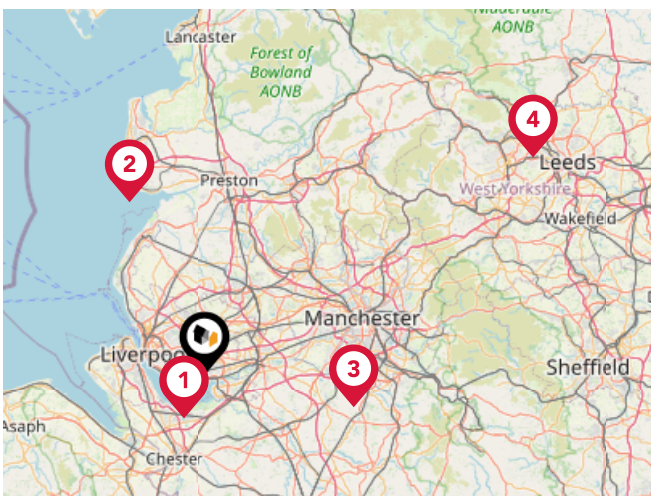 Nidderdale
AONB
Lancaster
Forest of
Bowland
AONB
4
2
Leeds
Preston
West Yorkshire
Wakefield
Manchester
Liverpoo
Sheffield
1
3
Asaph
Chester